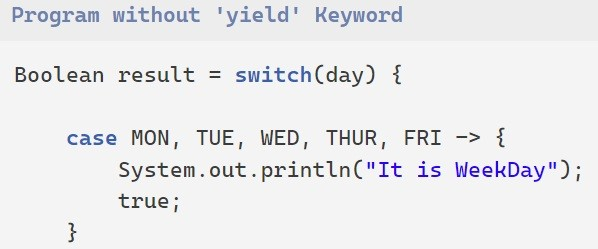 Program without 'yield' Keyword
Boolean result = switch(day) {
case MON, TUE, WED, THUR, FRI -> {
System.out.println("It is WeekDay");
true;
}